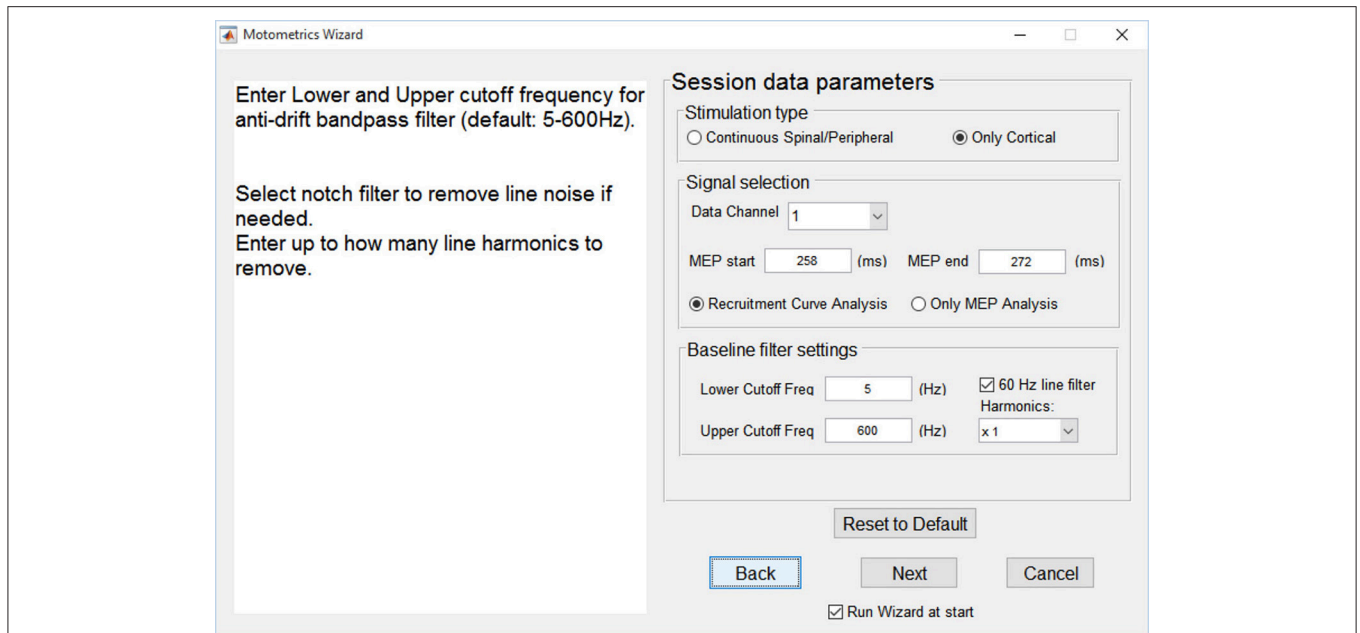 Motometrics Wizard
Enter Lower and Upper cutoff frequency for
anti-drift bandpass filter (default: 5-600Hz).
Select notch filter to remove line noise if
needed.
Enter up to how many line harmonics to
remove.
Session data parameters
Stimulation type
Continuous Spinal/Peripheral Only Cortical
Signal selection
Data Channel 1
MEP start 258 (ms) MEP end 272 (ms)
Recruitment Curve Analysis Only MEP Analysis
Baseline filter settings
Lower Cutoff Freq 5 (Hz) 60 Hz line filter
Harmonics:
Upper Cutoff Freq 600 (Hz) x 1
Reset to Default
Back Next Cancel
Run Wizard at start